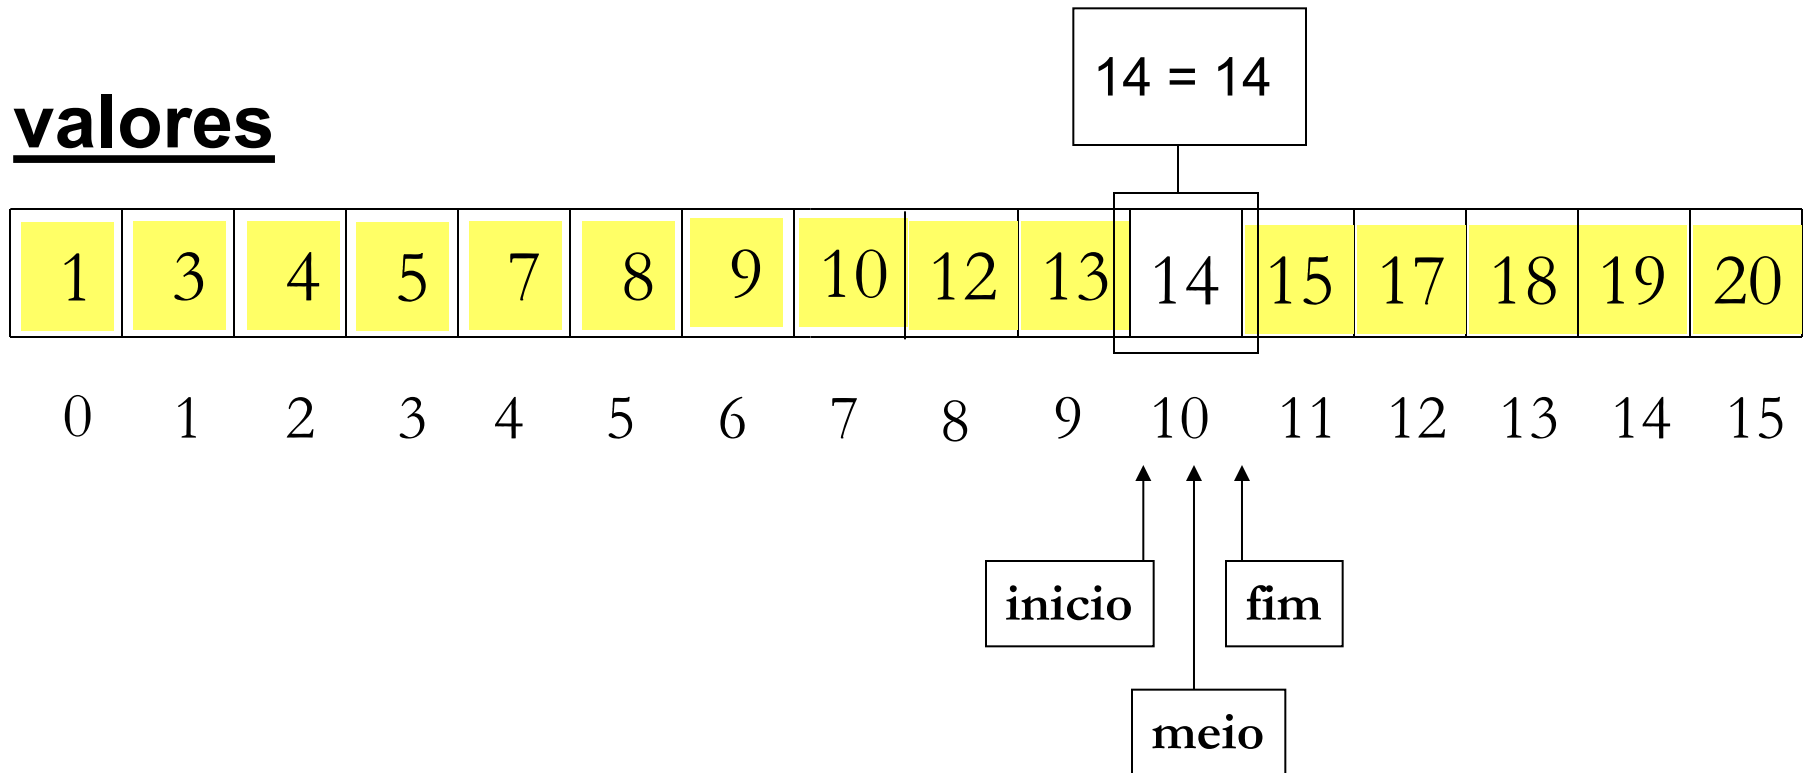 14 = 14
valores
1 3 4 5 7 8 9 10 12 13 14 15 17 18 19 20
0 1 2 3 4 5 6 7 8 9 10 11 12 13 14 15
inicio fim
meio